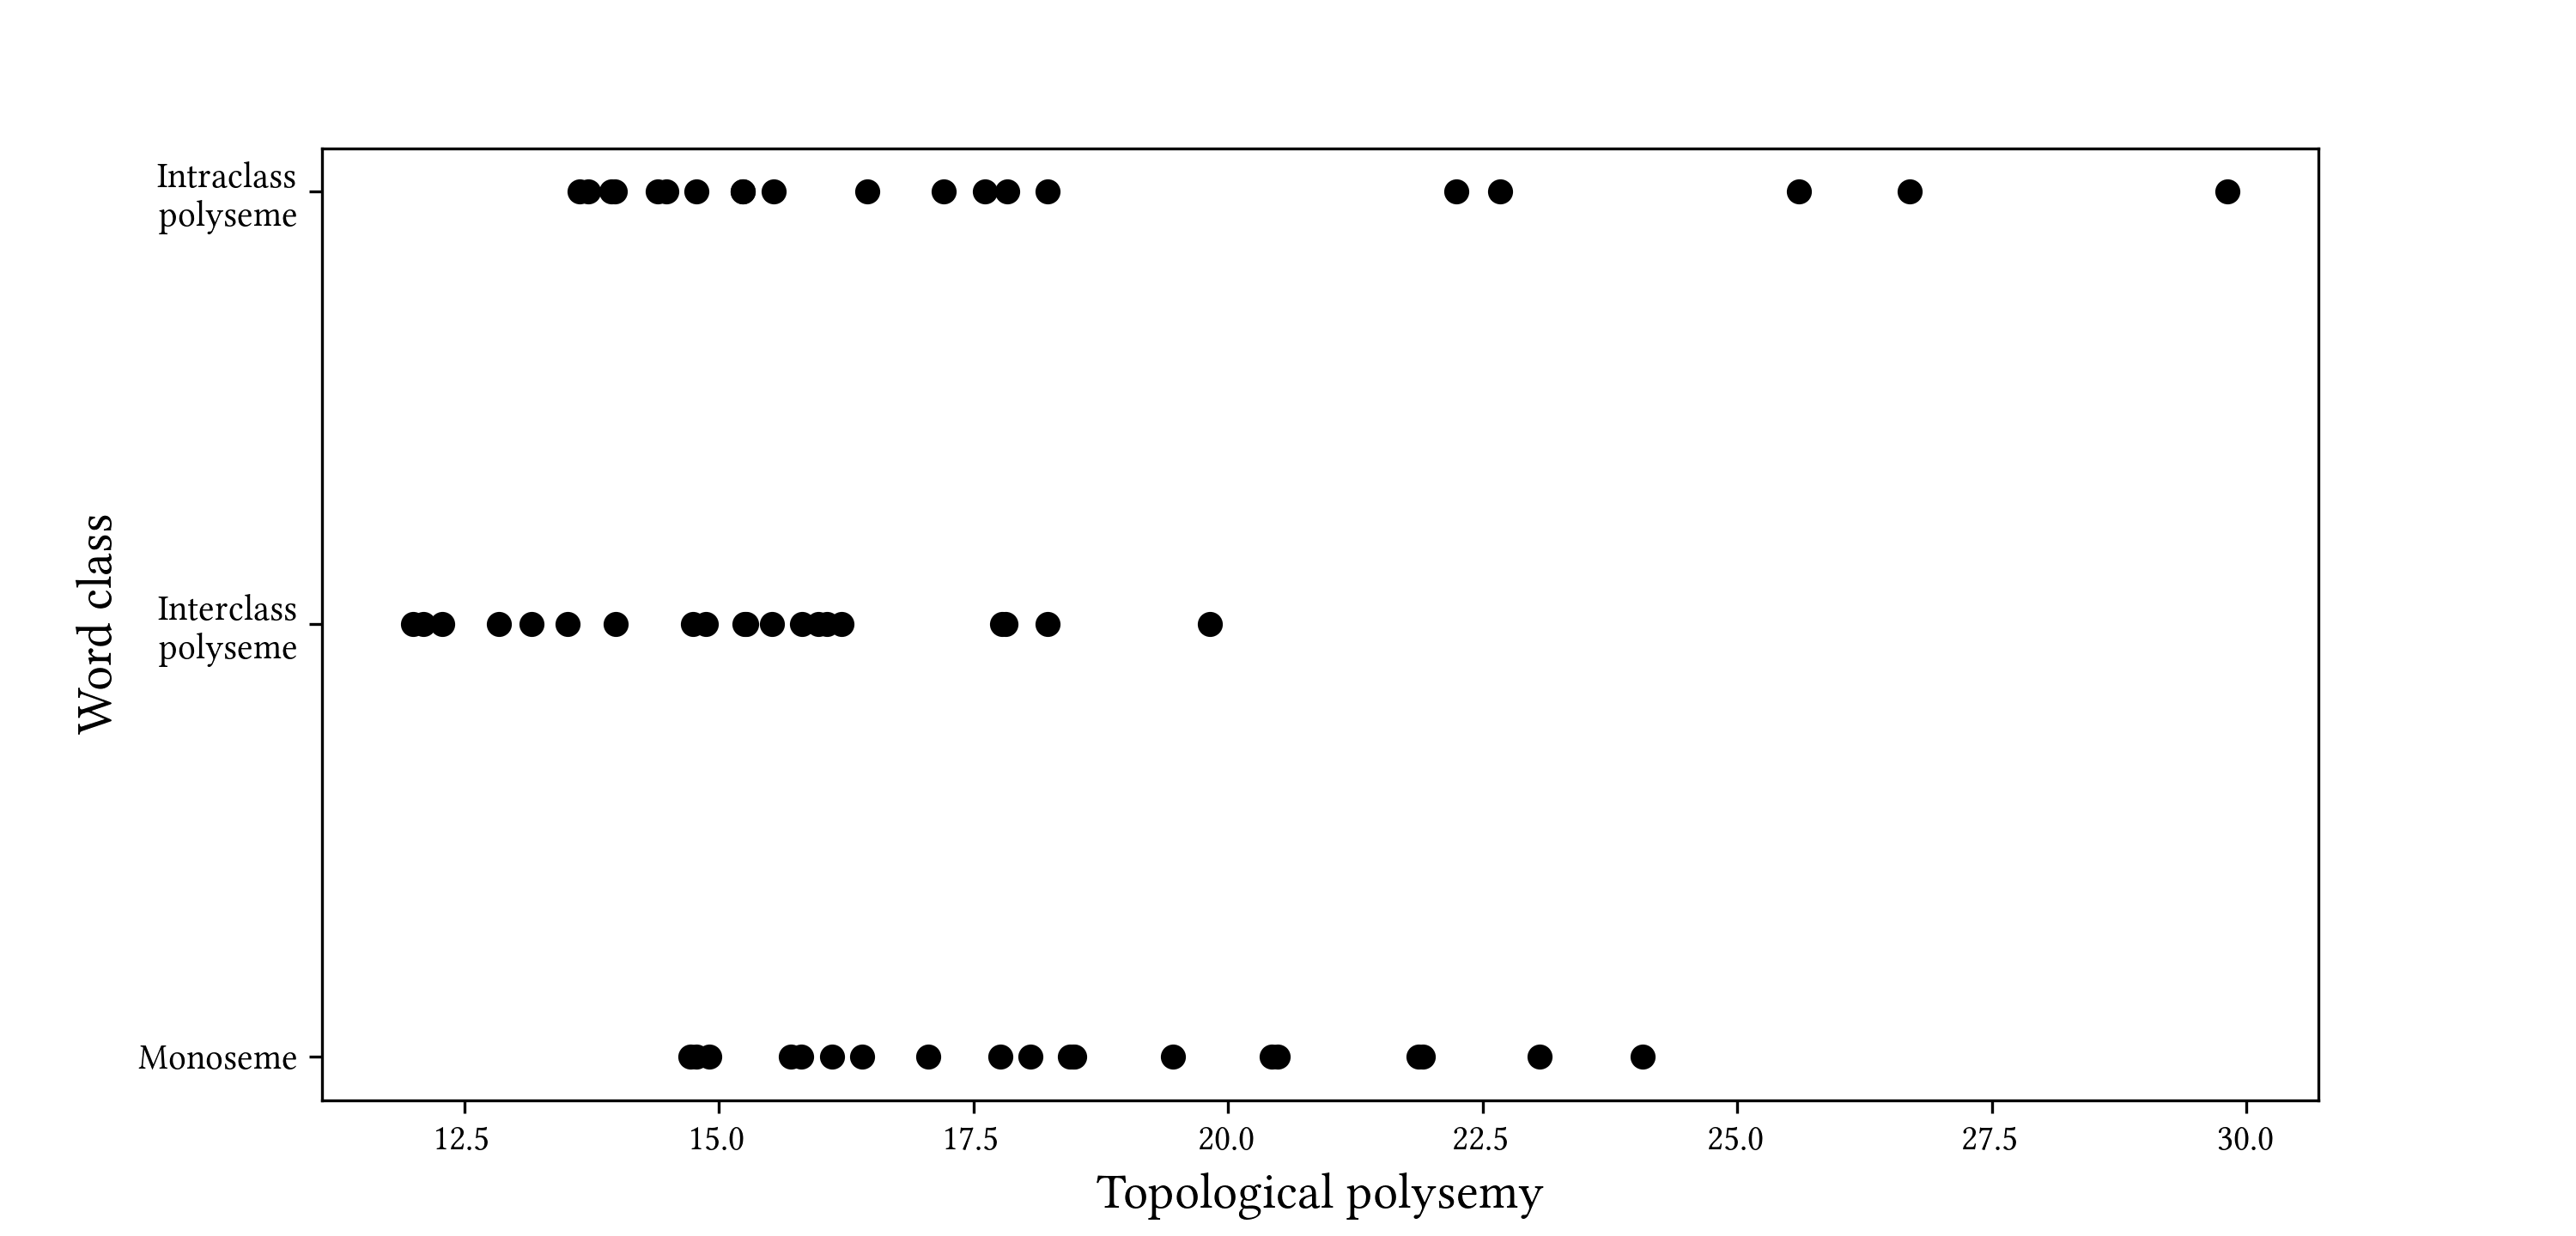 Intraclass
polyseme
Interclass
polyseme
Monoseme
Word class
12.5 15.0 17.5 20.0 22.5 25.0 27.5 30.0
Topological polysemy